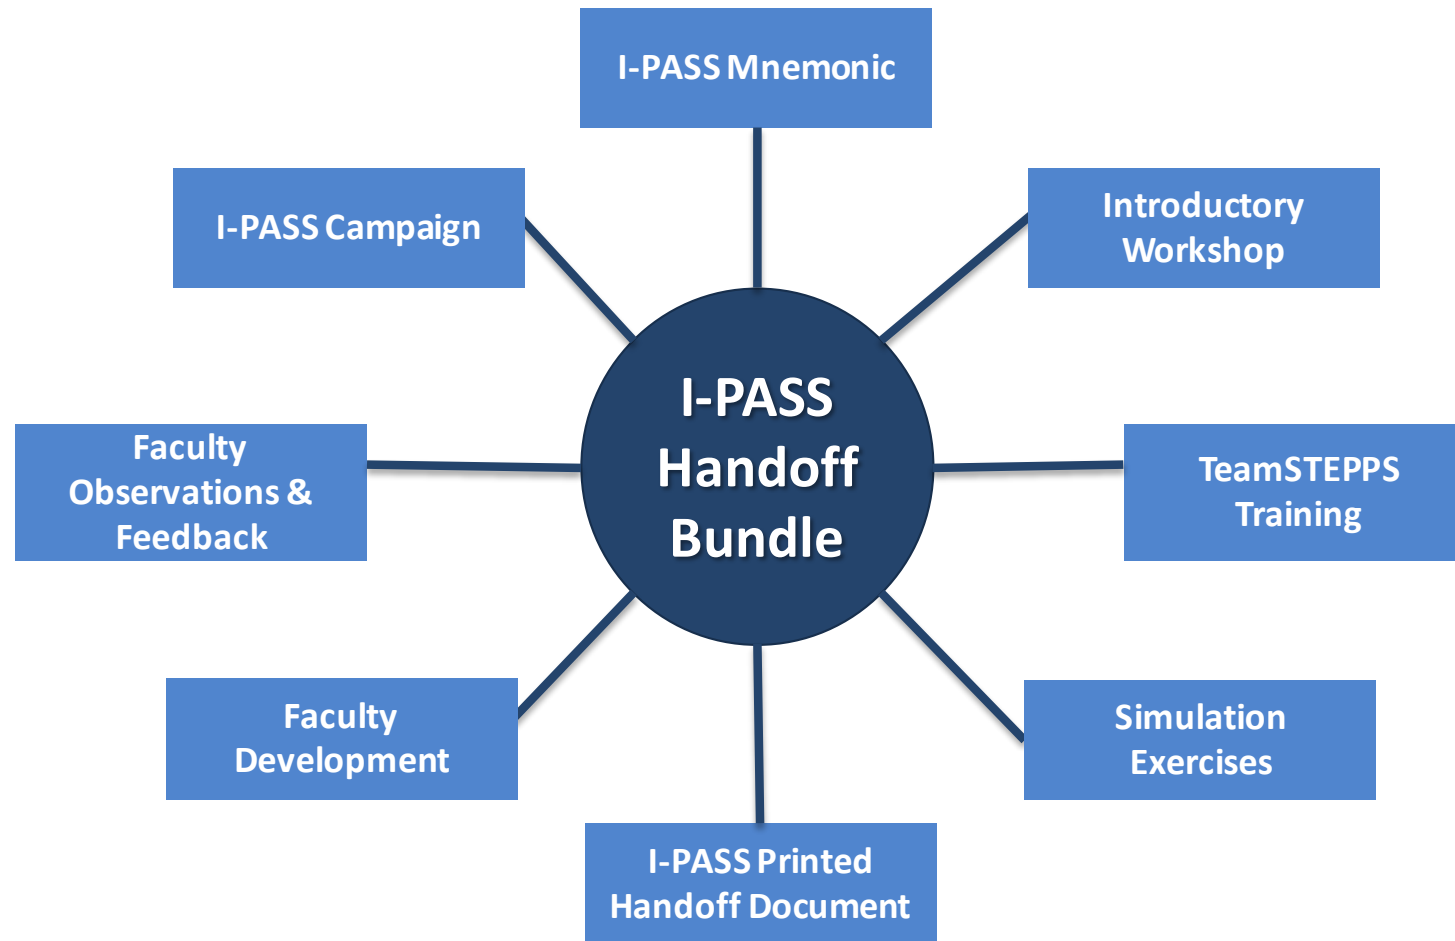 I-PASS Mnemonic
I-PASS Campaign
Introductory
Workshop
I-PASS
Handoff
Bundle
Faculty
Observations &
Feedback
TeamSTEPPS
Training
Faculty
Development
Simulation
Exercises
I-PASS Printed
Handoff Document